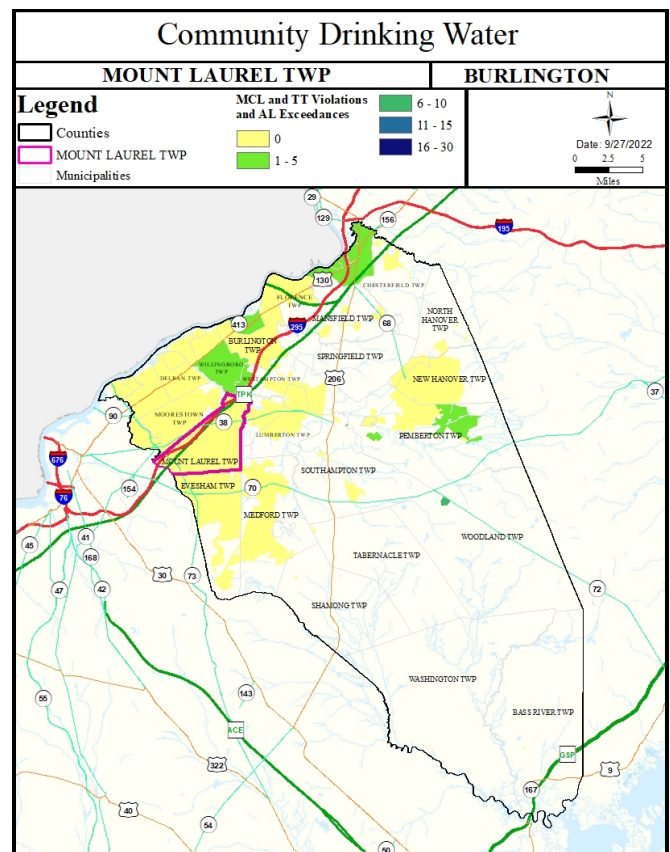 Community Drinking Water
MOUNT LAUREL TWP
BURLINGTON
Legend
Counties
MOUNT LAUREL TWP
Municipalities
MCL and TT Violations
and AL Exceedances
0
1 - 5
6 - 10
11 - 15
16 - 30
N
Date: 9/27/2022
0 2.5 5
Miles
29
129
156
195
130
CHESTERFIELD TWP
FLORENCE
TWP
MANSFIELD TWP
NORTH
HANOVER
TWP
413
295
68
BURLINGTON
TWP
SPRINGFIELD TWP
WILLINGBORO
TWP
WESTAMPTON TWP
DELRAN TWP
206
NEW HANOVER TWP
TPK
37
90
MOORESTOWN
TWP
38
LUMBERTON TWP
PEMBERTON TWP
676
MOUNT LAUREL TWP
SOUTHAMPTON TWP
76
154
EVESHAM TWP
70
MEDFORD TWP
45
41
WOODLAND TWP
168
TABERNACLE TWP
30
73
47
42
72
SHAMONG TWP
WASHINGTON TWP
55
143
BASS RIVER TWP
ACE
GSP
322
9
167
40
54
50